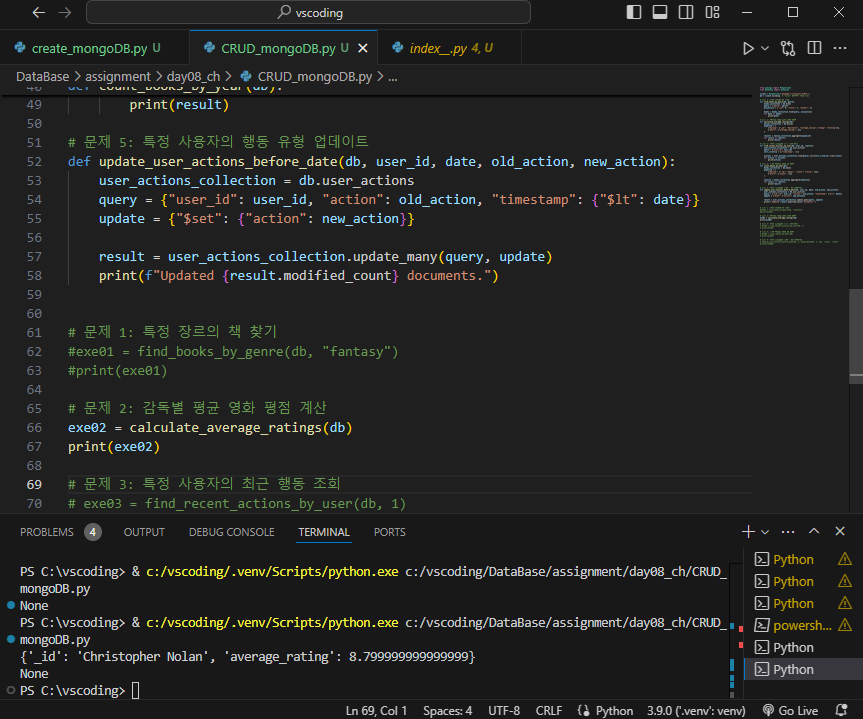 vscoding
create_mongoDB.py U
CRUD_mongoDB.py U
index__.py 4, U
DataBase > assignment > day08_ch > CRUD_mongoDB.py > ...
48 def count_books_by_year(db):
49 print(result)
50
51 # 문제 5: 특정 사용자의 행동 유형 업데이트
52 def update_user_actions_before_date(db, user_id, date, old_action, new_action):
53 user_actions_collection = db.user_actions
54 query = {"user_id": user_id, "action": old_action, "timestamp": {"$lt": date}}
55 update = {"$set": {"action": new_action}}
56
57 result = user_actions_collection.update_many(query, update)
58 print(f"Updated {result.modified_count} documents.")
59
60
61 # 문제 1: 특정 장르의 책 찾기
62 #exe01 = find_books_by_genre(db, "fantasy")
63 #print(exe01)
64
65 # 문제 2: 감독별 평균 영화 평점 계산
66 exe02 = calculate_average_ratings(db)
67 print(exe02)
68
69 # 문제 3: 특정 사용자의 최근 행동 조회
70 # exe03 = find_recent_actions_by_user(db, 1)
PROBLEMS 4 OUTPUT DEBUG CONSOLE TERMINAL PORTS
PS C:\vscoding> & c:/vscoding/.venv/Scripts/python.exe c:/vscoding/DataBase/assignment/day08_ch/CRUD_
mongoDB.py
None
PS C:\vscoding> & c:/vscoding/.venv/Scripts/python.exe c:/vscoding/DataBase/assignment/day08_ch/CRUD_
mongoDB.py
{'_id': 'Christopher Nolan', 'average_rating': 8.799999999999999}
None
PS C:\vscoding>
Python
Python
Python
powersh...
Python
Python
Ln 69, Col 1 Spaces: 4 UTF-8 CRLF Python 3.9.0 ('.venv': venv) Go Live